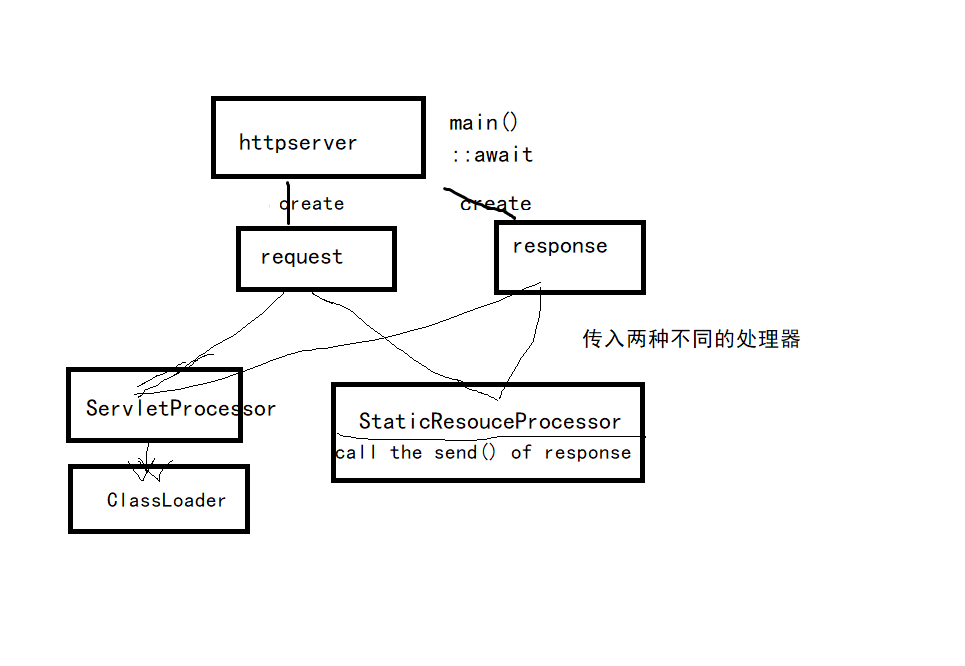 httpserver
main()
::await
create
create
request
response
传入两种不同的处理器
ServletProcessor
StaticResouceProcessor
call the send() of response
ClassLoader